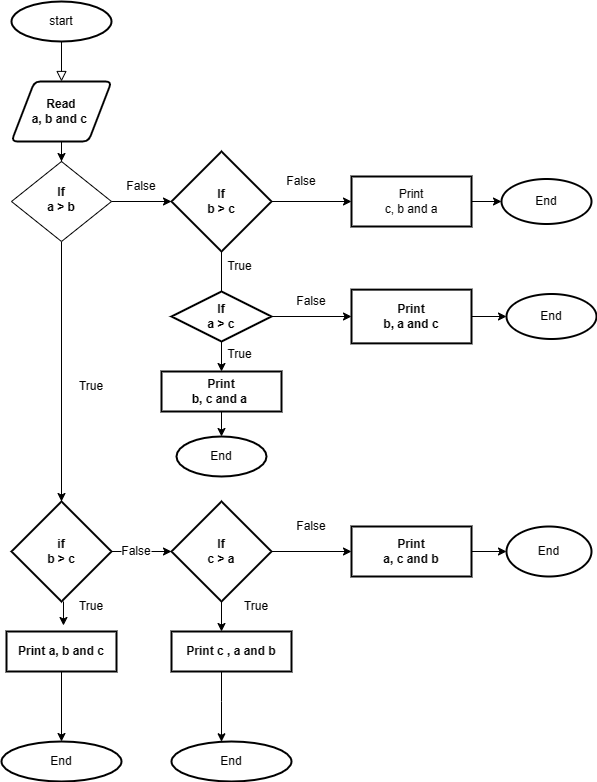 start
Read
a, b and c
If
a > b
False
If
b > c
False
Print
c, b and a
End
True
If
a > c
False
Print
b, a and c
End
True
Print
b, c and a
End
True
if
b > c
False
If
c > a
False
Print
a, c and b
End
True
True
Print a, b and c
Print c , a and b
End
End